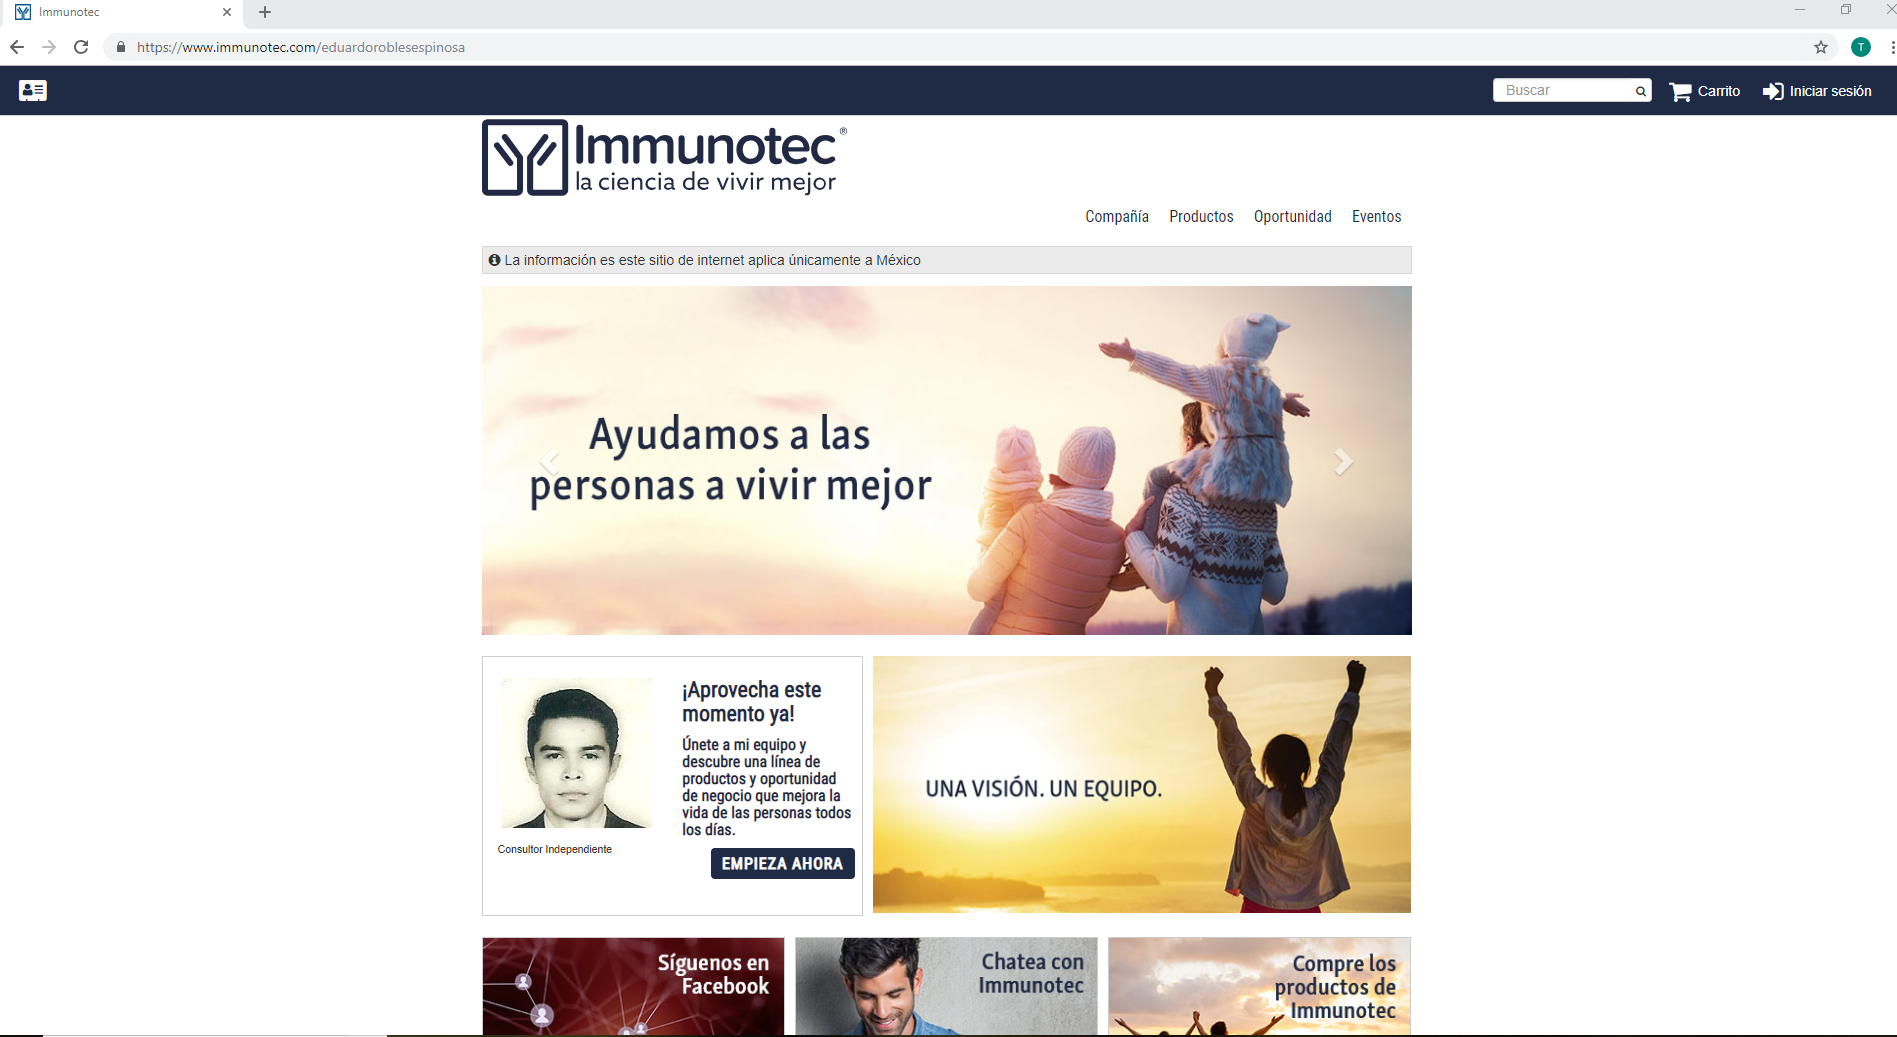 Immunotec
https://www.immunotec.com/eduardoroblesespinosa
T
Buscar
Carrito
Iniciar sesión
Immunotec®
la ciencia de vivir mejor
Compañía Productos Oportunidad Eventos
La información es este sitio de internet aplica únicamente a México
Ayudamos a las
personas a vivir mejor
¡Aprovecha este
momento ya!
Únete a mi equipo y
descubre una línea de
productos y oportunidad
de negocio que mejora la
vida de las personas todos
los días.
Consultor Independiente
EMPIEZA AHORA
UNA VISIÓN. UN EQUIPO.
Síguenos en
Facebook
Chatea con
Immunotec
Compre los
productos de
Immunotec